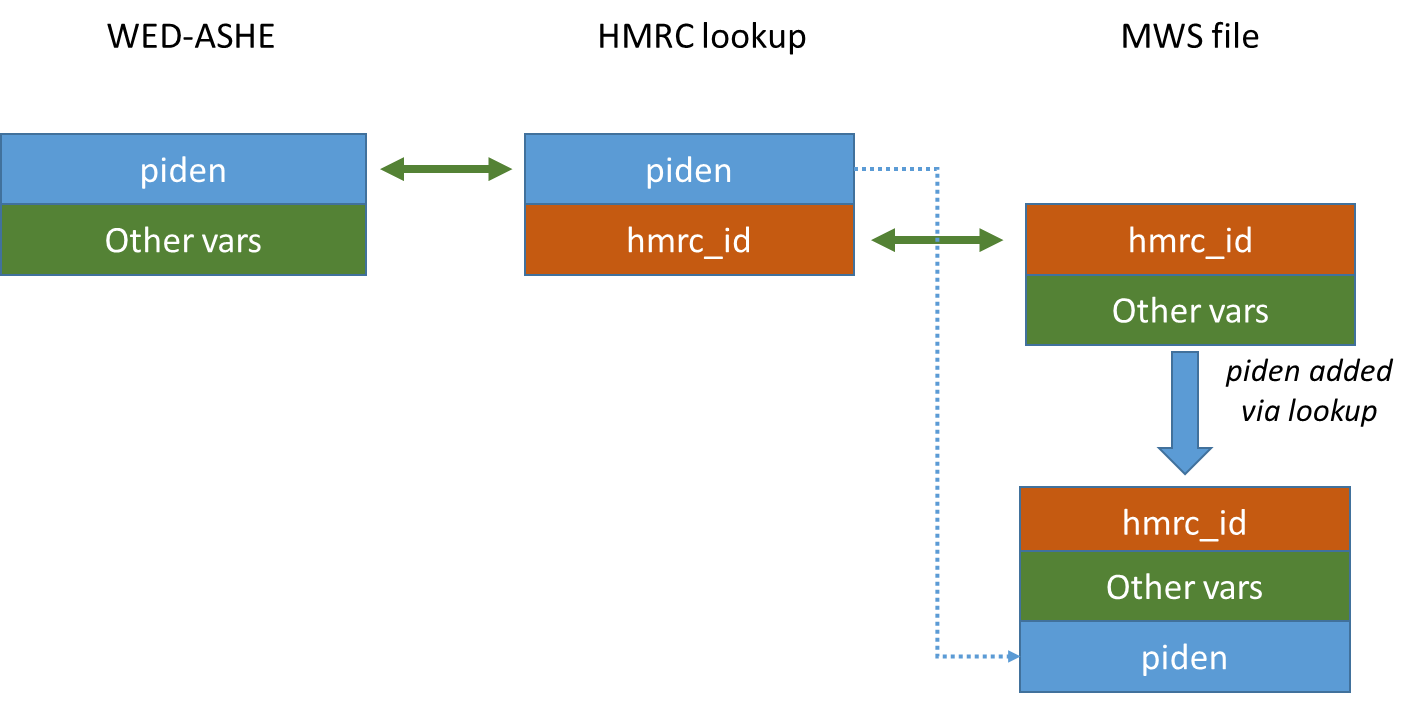 WED-ASHE
HMRC lookup
MWS file
piden
piden
Other vars
hmrc_id
hmrc_id
Other vars
piden added
via lookup
hmrc_id
Other vars
piden